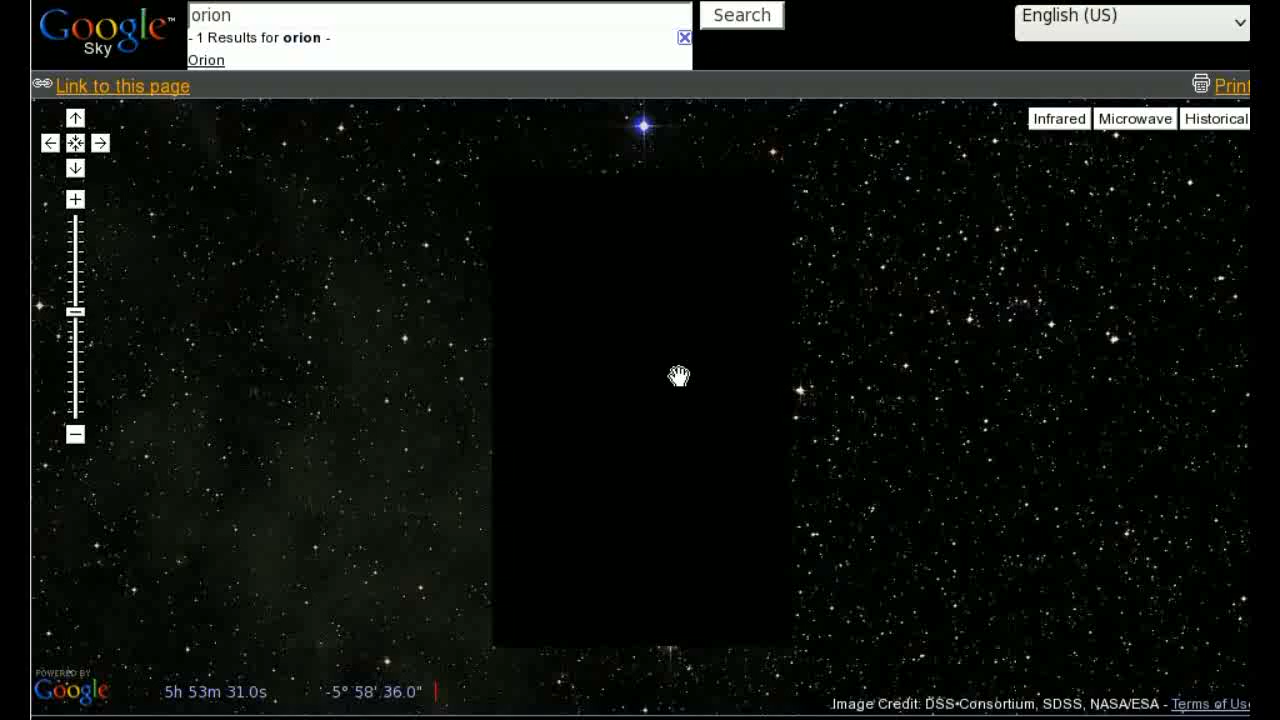 Google™
Sky
orion
Search
English (US)
- 1 Results for orion -
Orion
Link to this page
Print
Infrared
Microwave
Historical
POWERED BY
Google
5h 53m 31.0s
-5° 58' 36.0"
Image Credit: DSS Consortium, SDSS, NASA/ESA - Terms of Us